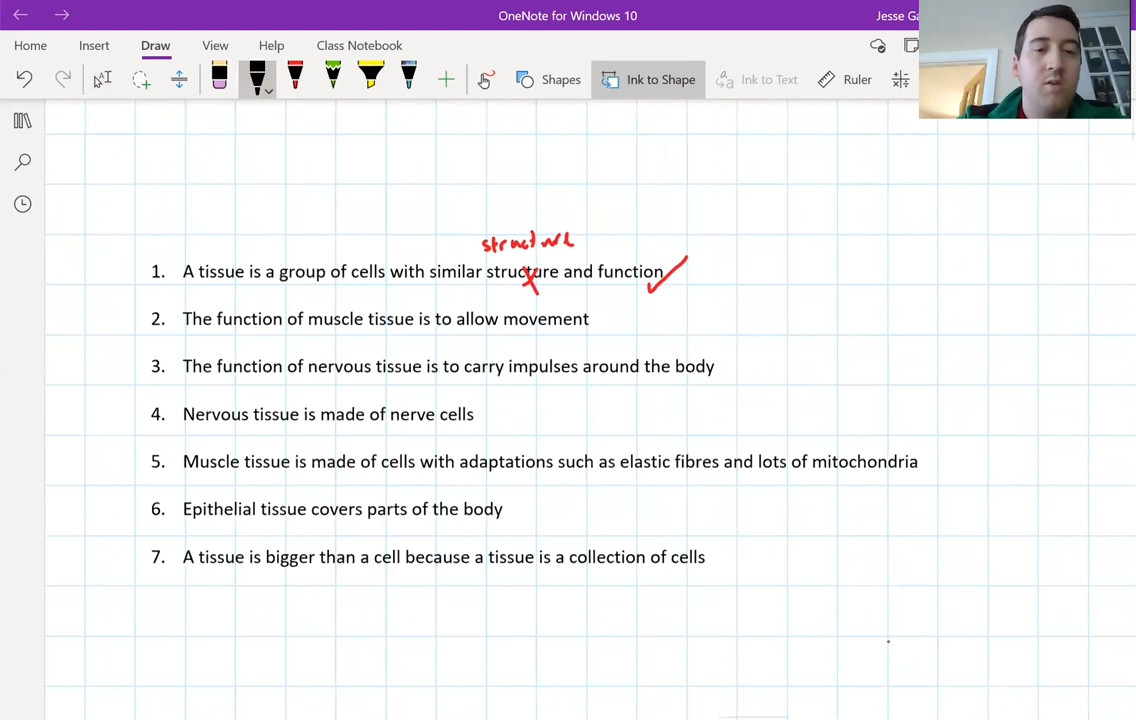 OneNote for Windows 10
Jesse Ga
Home Insert Draw View Help Class Notebook
Shapes Ink to Shape Ink to Text Ruler
structure
1. A tissue is a group of cells with similar structure and function
2. The function of muscle tissue is to allow movement
3. The function of nervous tissue is to carry impulses around the body
4. Nervous tissue is made of nerve cells
5. Muscle tissue is made of cells with adaptations such as elastic fibres and lots of mitochondria
6. Epithelial tissue covers parts of the body
7. A tissue is bigger than a cell because a tissue is a collection of cells